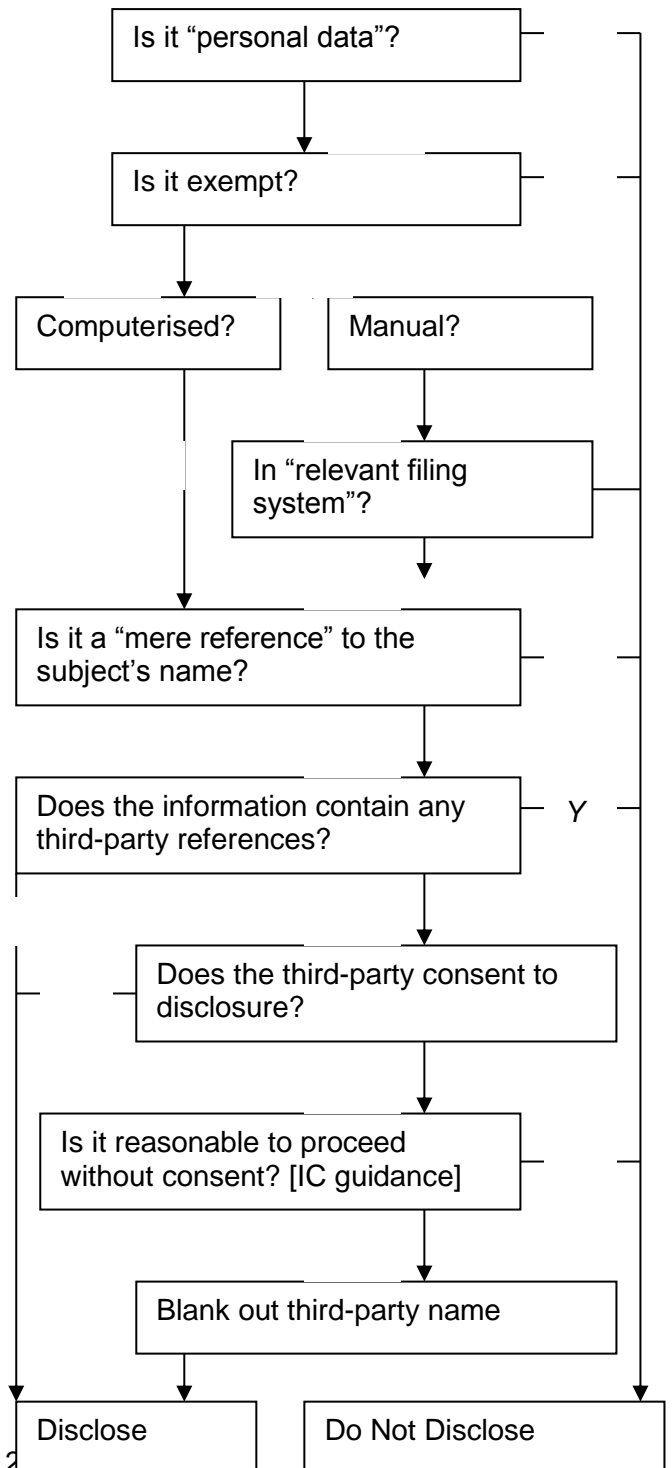 Is it “personal data”?
Is it exempt?
Computerised?
Manual?
In “relevant filing
system”?
Is it a “mere reference” to the
subject’s name?
Does the information contain any
third-party references?
Y
Does the third-party consent to
disclosure?
Is it reasonable to proceed
without consent? [IC guidance]
Blank out third-party name
Disclose
Do Not Disclose